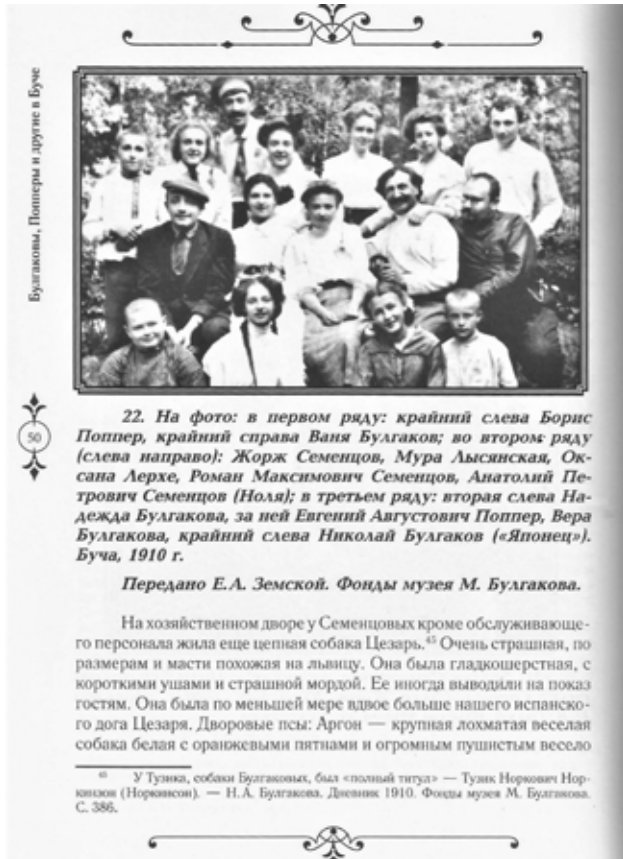 Булгаковы, Попперы и другие в Буче
50
22. На фото: в первом ряду: крайний слева Борис
Поппер, крайний справа Ваня Булгаков; во втором ряду
(слева направо): Жорж Семенцов, Мура Лысянская, Ок-
сана Лерхе, Роман Максимович Семенцов, Анатолий Пе-
трович Семенцов (Ноля); в третьем ряду: вторая слева На-
дежда Булгакова, за ней Евгений Августович Поппер, Вера
Булгакова, крайний слева Николай Булгаков («Японец»).
Буча, 1910 г.
Передано Е.А. Земской. Фонды музея М. Булгакова.
На хозяйственном дворе у Семенцовых кроме обслуживающе-
го персонала жила еще цепная собака Цезарь.45 Очень страшная, по
размерам и масти похожая на львицу. Она была гладкошерстная, с
короткими ушами и страшной мордой. Ее иногда выводили на показ
гостям. Она была по меньшей мере вдвое больше нашего испанско-
го дога Цезаря. Дворовые псы: Аргон — крупная лохматая веселая
собака белая с оранжевыми пятнами и огромным пушистым весело
45 У Тузика, собаки Булгаковых, был «полный титул» — Тузик Норкович Нор-
кинзон (Норкинсон). — Н.А. Булгакова. Дневник 1910. Фонды музея М. Булгакова.
С. 386.